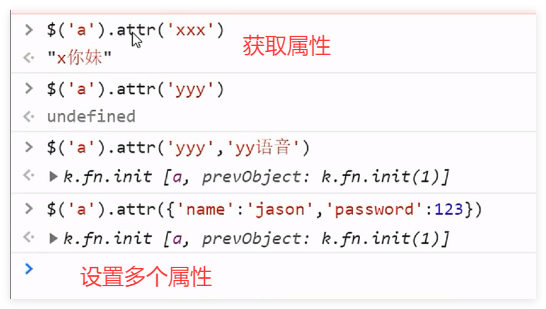 $('a').attr('xxx')
获取属性
"x你妹"
$('a').attr('yyy')
undefined
$('a').attr('yyy','yy语音')
k.fn.init [a, prevObject: k.fn.init(1)]
$('a').attr({'name':'jason','password':123})
k.fn.init [a, prevObject: k.fn.init(1)]
设置多个属性